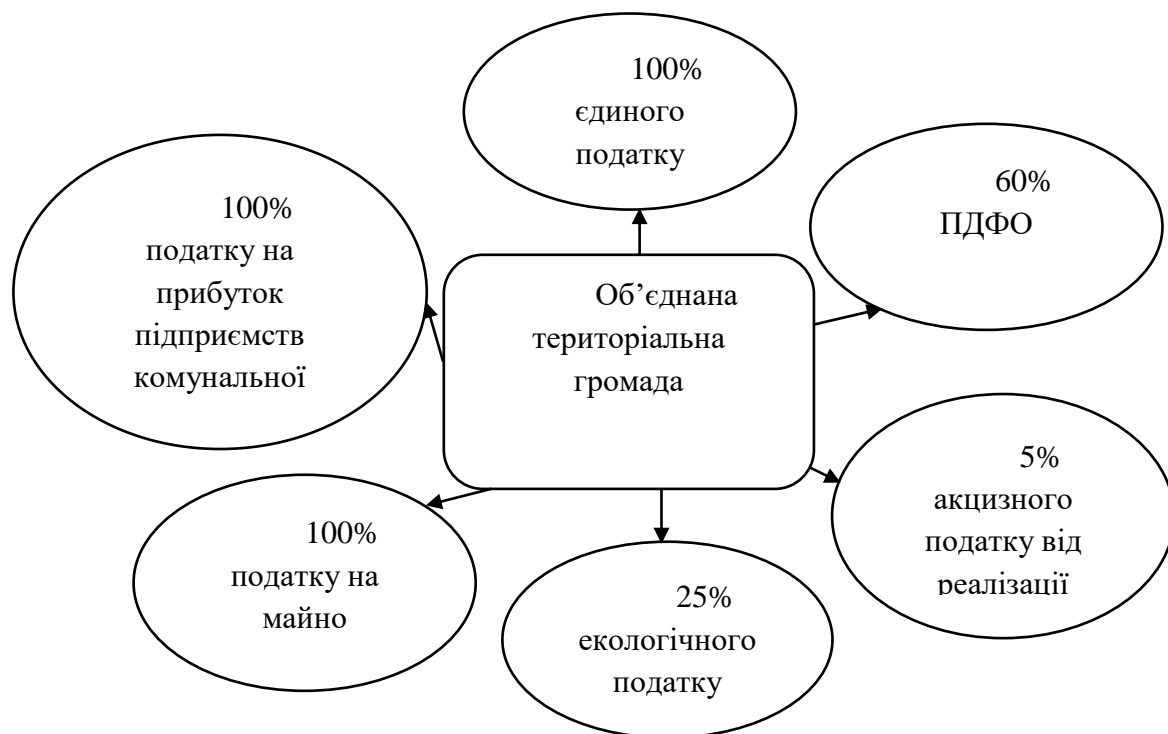 100%
єдиного
податку
60%
ПДФО
100%
податку на
прибуток
підприємств
комунальної
Об’єднана
територіальна
громада
5%
акцизного
податку від
реалізації
100%
податку на
майно
25%
екологічного
податку